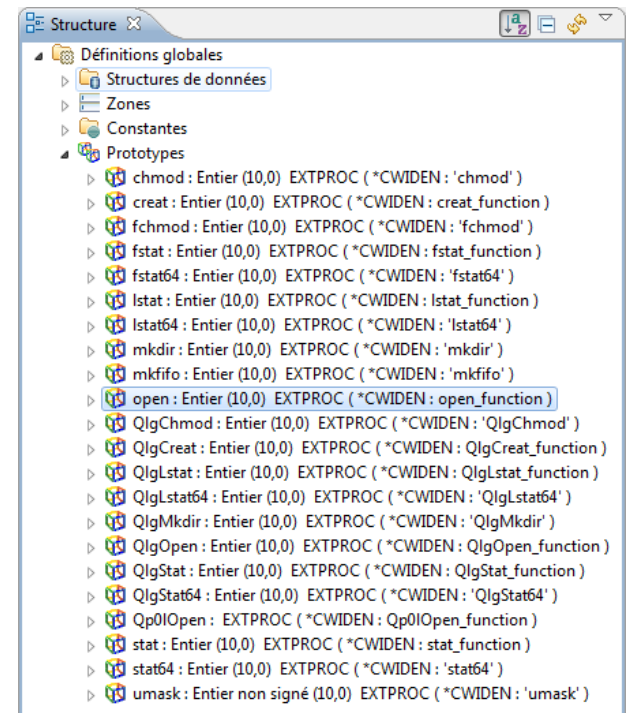 Structure
Définitions globales
Structures de données
Zones
Constantes
Prototypes
chmod : Entier (10,0) EXTPROC ( *CWIDEN : 'chmod' )
creat : Entier (10,0) EXTPROC ( *CWIDEN : creat_function )
fchmod : Entier (10,0) EXTPROC ( *CWIDEN : 'fchmod' )
fstat : Entier (10,0) EXTPROC ( *CWIDEN : fstat_function )
fstat64 : Entier (10,0) EXTPROC ( *CWIDEN : 'fstat64' )
lstat : Entier (10,0) EXTPROC ( *CWIDEN : lstat_function )
lstat64 : Entier (10,0) EXTPROC ( *CWIDEN : 'lstat64' )
mkdir : Entier (10,0) EXTPROC ( *CWIDEN : 'mkdir' )
mkfifo : Entier (10,0) EXTPROC ( *CWIDEN : 'mkfifo' )
open : Entier (10,0) EXTPROC ( *CWIDEN : open_function )
QlgChmod : Entier (10,0) EXTPROC ( *CWIDEN : 'QlgChmod' )
QlgCreat : Entier (10,0) EXTPROC ( *CWIDEN : QlgCreat_function )
QlgLstat : Entier (10,0) EXTPROC ( *CWIDEN : QlgLstat_function )
QlgLstat64 : Entier (10,0) EXTPROC ( *CWIDEN : 'QlgLstat64' )
QlgMkdir : Entier (10,0) EXTPROC ( *CWIDEN : 'QlgMkdir' )
QlgOpen : Entier (10,0) EXTPROC ( *CWIDEN : QlgOpen_function )
QlgStat : Entier (10,0) EXTPROC ( *CWIDEN : QlgStat_function )
QlgStat64 : Entier (10,0) EXTPROC ( *CWIDEN : 'QlgStat64' )
Qp0lOpen : EXTPROC ( *CWIDEN : Qp0lOpen_function )
stat : Entier (10,0) EXTPROC ( *CWIDEN : stat_function )
stat64 : Entier (10,0) EXTPROC ( *CWIDEN : 'stat64' )
umask : Entier non signé (10,0) EXTPROC ( *CWIDEN : 'umask' )